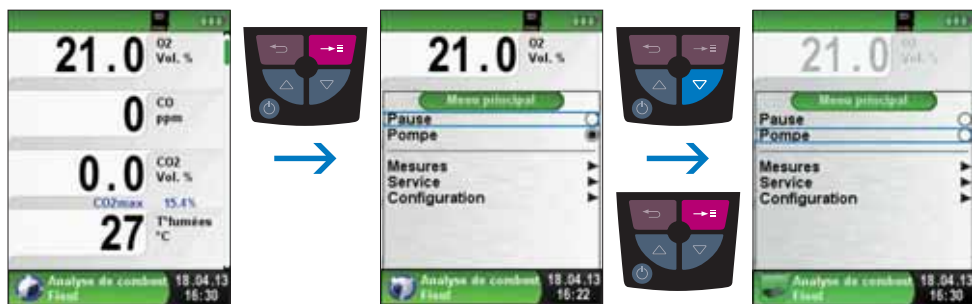 21.0 O2 Vol. %
0 CO ppm
0.0 CO2 Vol. %
CO2max 15.4%
27 T°fumées °C
Analyse de combust
Fioul
18.04.13
16:30
21.0 O2 Vol. %
Menu principal
Pause
Pompe
Mesures
Service
Configuration
Analyse de combust
Fioul
18.04.13
16:22
21.0 O2 Vol. %
Menu principal
Pause
Pompe
Mesures
Service
Configuration
Analyse de combust
Fioul
18.04.13
16:30